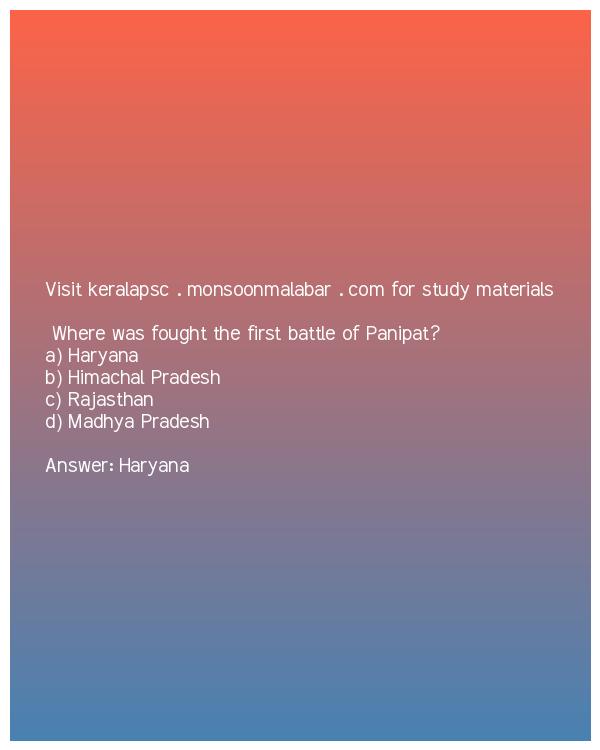 Visit keralapsc . monsoonmalabar . com for study materials
Where was fought the first battle of Panipat?
a) Haryana
b) Himachal Pradesh
c) Rajasthan
d) Madhya Pradesh
Answer: Haryana